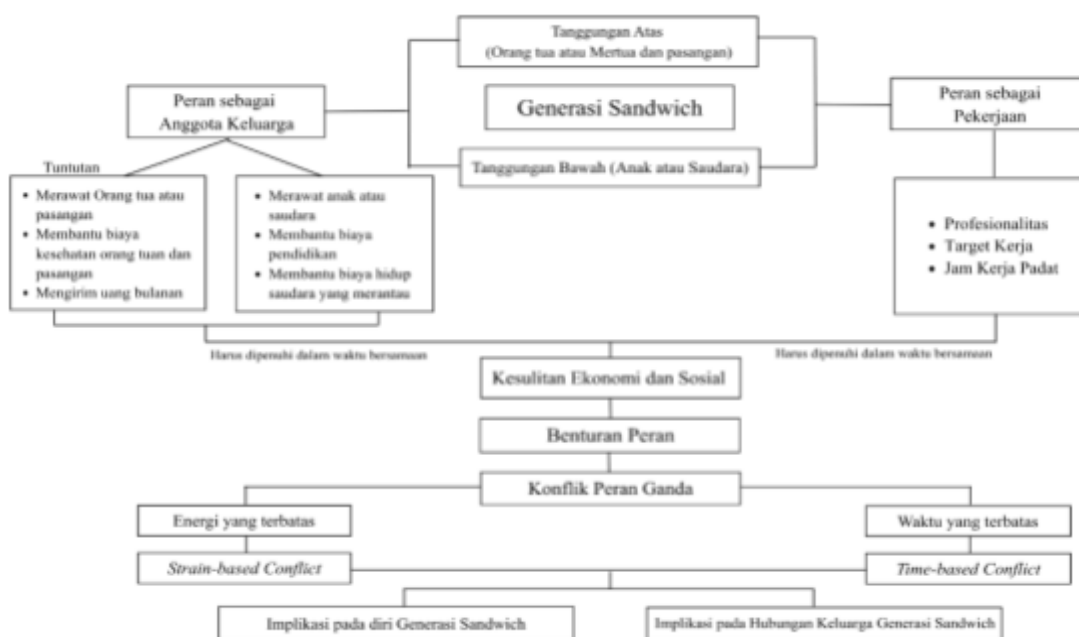 Tanggungan Atas
(Orang tua atau Mertua dan pasangan)
Peran sebagai
Anggota Keluarga
Generasi Sandwich
Peran sebagai
Pekerjaan
Tanggungan Bawah (Anak atau Saudara)
Tuntutan
• Merawat Orang tua atau
pasangan
• Membantu biaya
kesehatan orang tuan dan
pasangan
• Mengirim uang bulanan
• Merawat anak atau
saudara
• Membantu biaya
pendidikan
• Membantu biaya hidup
saudara yang merantau
• Profesionalitas
• Target Kerja
• Jam Kerja Padat
Harus dipenuhi dalam waktu bersamaan
Harus dipenuhi dalam waktu bersamaan
Kesulitan Ekonomi dan Sosial
Benturan Peran
Konflik Peran Ganda
Energi yang terbatas
Waktu yang terbatas
Strain-based Conflict
Time-based Conflict
Implikasi pada diri Generasi Sandwich
Implikasi pada Hubungan Keluarga Generasi Sandwich